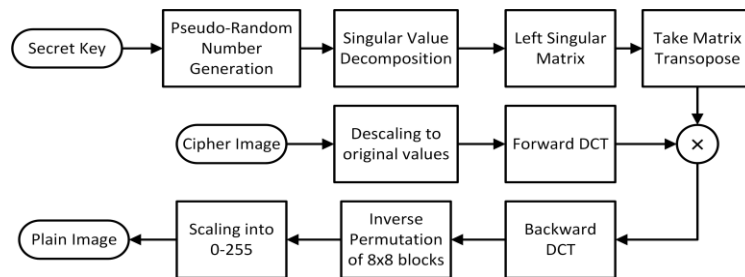 Secret Key
Pseudo-Random
Number
Generation
Singular Value
Decomposition
Left Singular
Matrix
Take Matrix
Transopose
Cipher Image
Descaling to
original values
Forward DCT
×
Plain Image
Scaling into
0-255
Inverse
Permutation
of 8x8 blocks
Backward
DCT